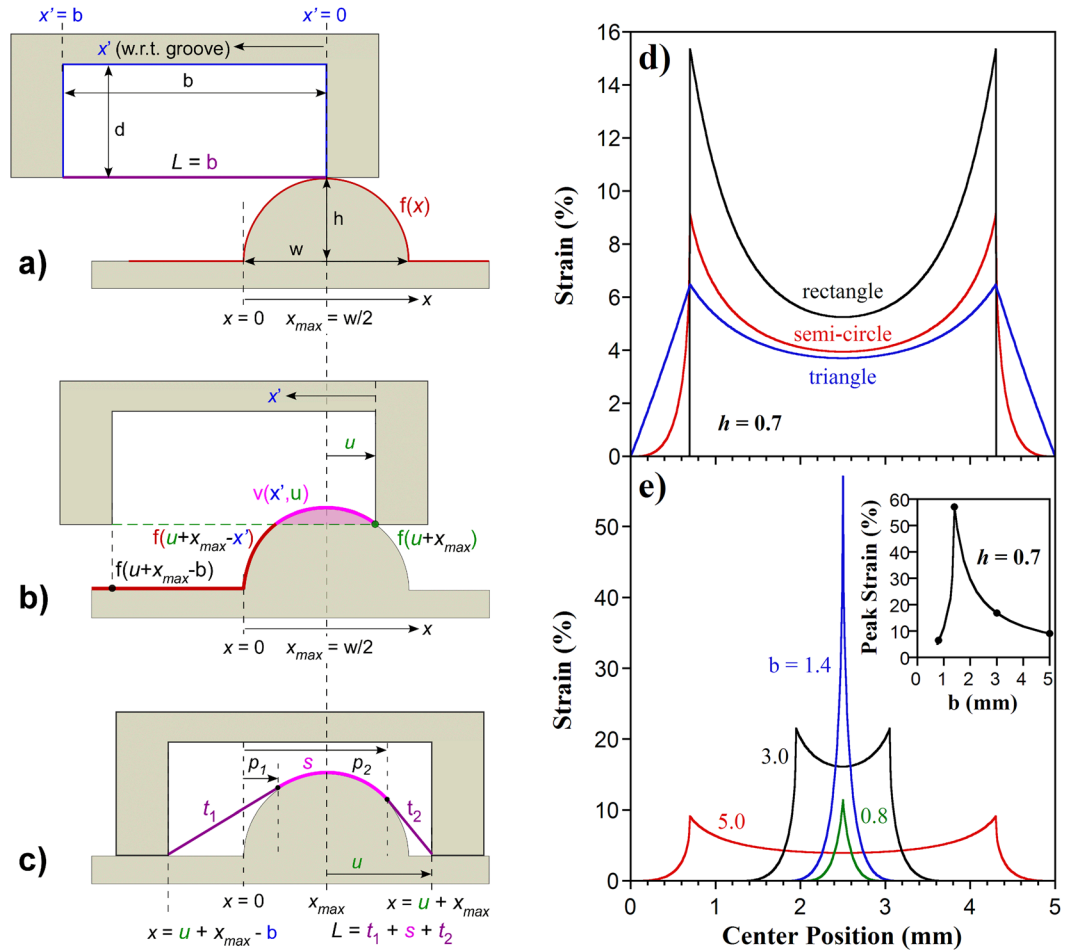 x' = b
x'=0
x' (w.r.t. groove)
b
d
L = b
f(x)
h
w
a)
x
x = 0
x_max = w/2
x'
u
v(x',u)
f(u+x_max-x')
f(u+x_max)
f(u+x_max-b)
b)
x
x = 0
x_max = w/2
p_1
s
p_2
t_1
t_2
c)
u
x = 0
x_max
x = u + x_max
x = u + x_max - b
L = t_1 + s + t_2
d)
16
14
12
10
8
6
4
2
0
Strain (%)
rectangle
semi-circle
triangle
h = 0.7
e)
50
40
30
20
10
0
Strain (%)
b = 1.4
3.0
5.0
0.8
60
50
40
30
20
10
0
Peak Strain (%)
h = 0.7
0 1 2 3 4 5
b (mm)
0 1 2 3 4 5
Center Position (mm)